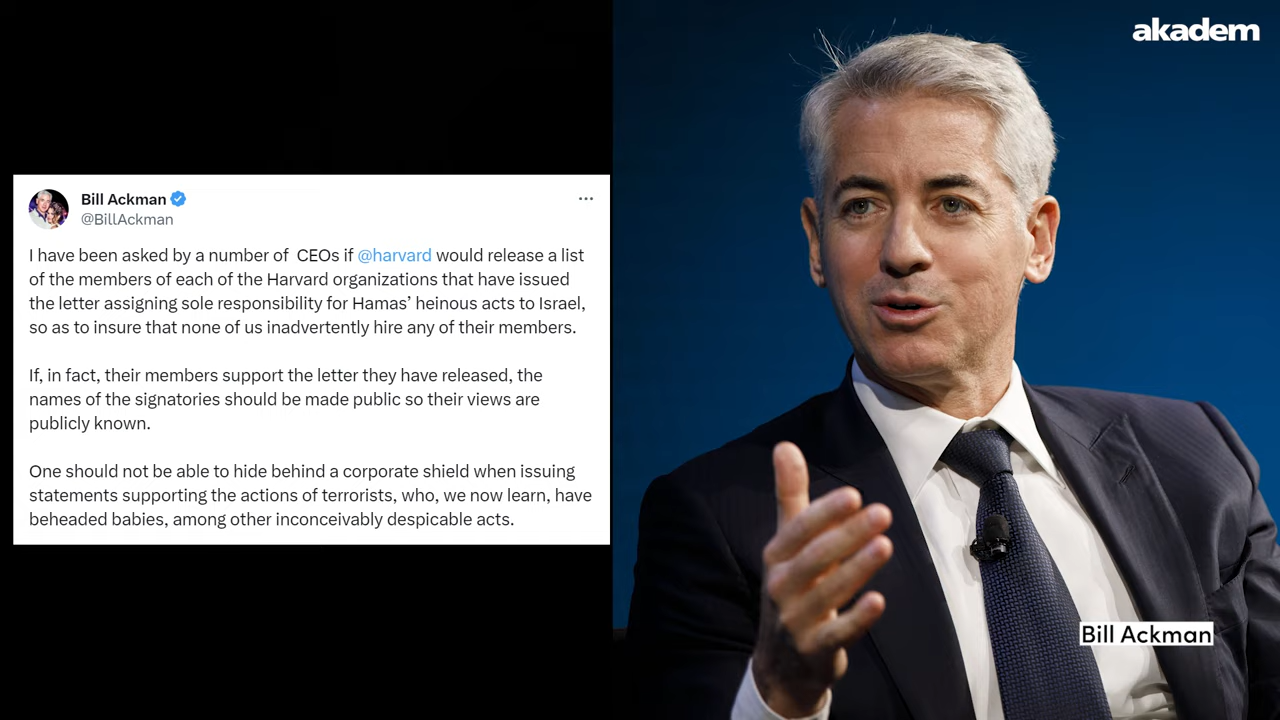 akadem
Bill Ackman
@BillAckman
I have been asked by a number of CEOs if @harvard would release a list
of the members of each of the Harvard organizations that have issued
the letter assigning sole responsibility for Hamas’ heinous acts to Israel,
so as to insure that none of us inadvertently hire any of their members.
If, in fact, their members support the letter they have released, the
names of the signatories should be made public so their views are
publicly known.
One should not be able to hide behind a corporate shield when issuing
statements supporting the actions of terrorists, who, we now learn, have
beheaded babies, among other inconceivably despicable acts.
Bill Ackman